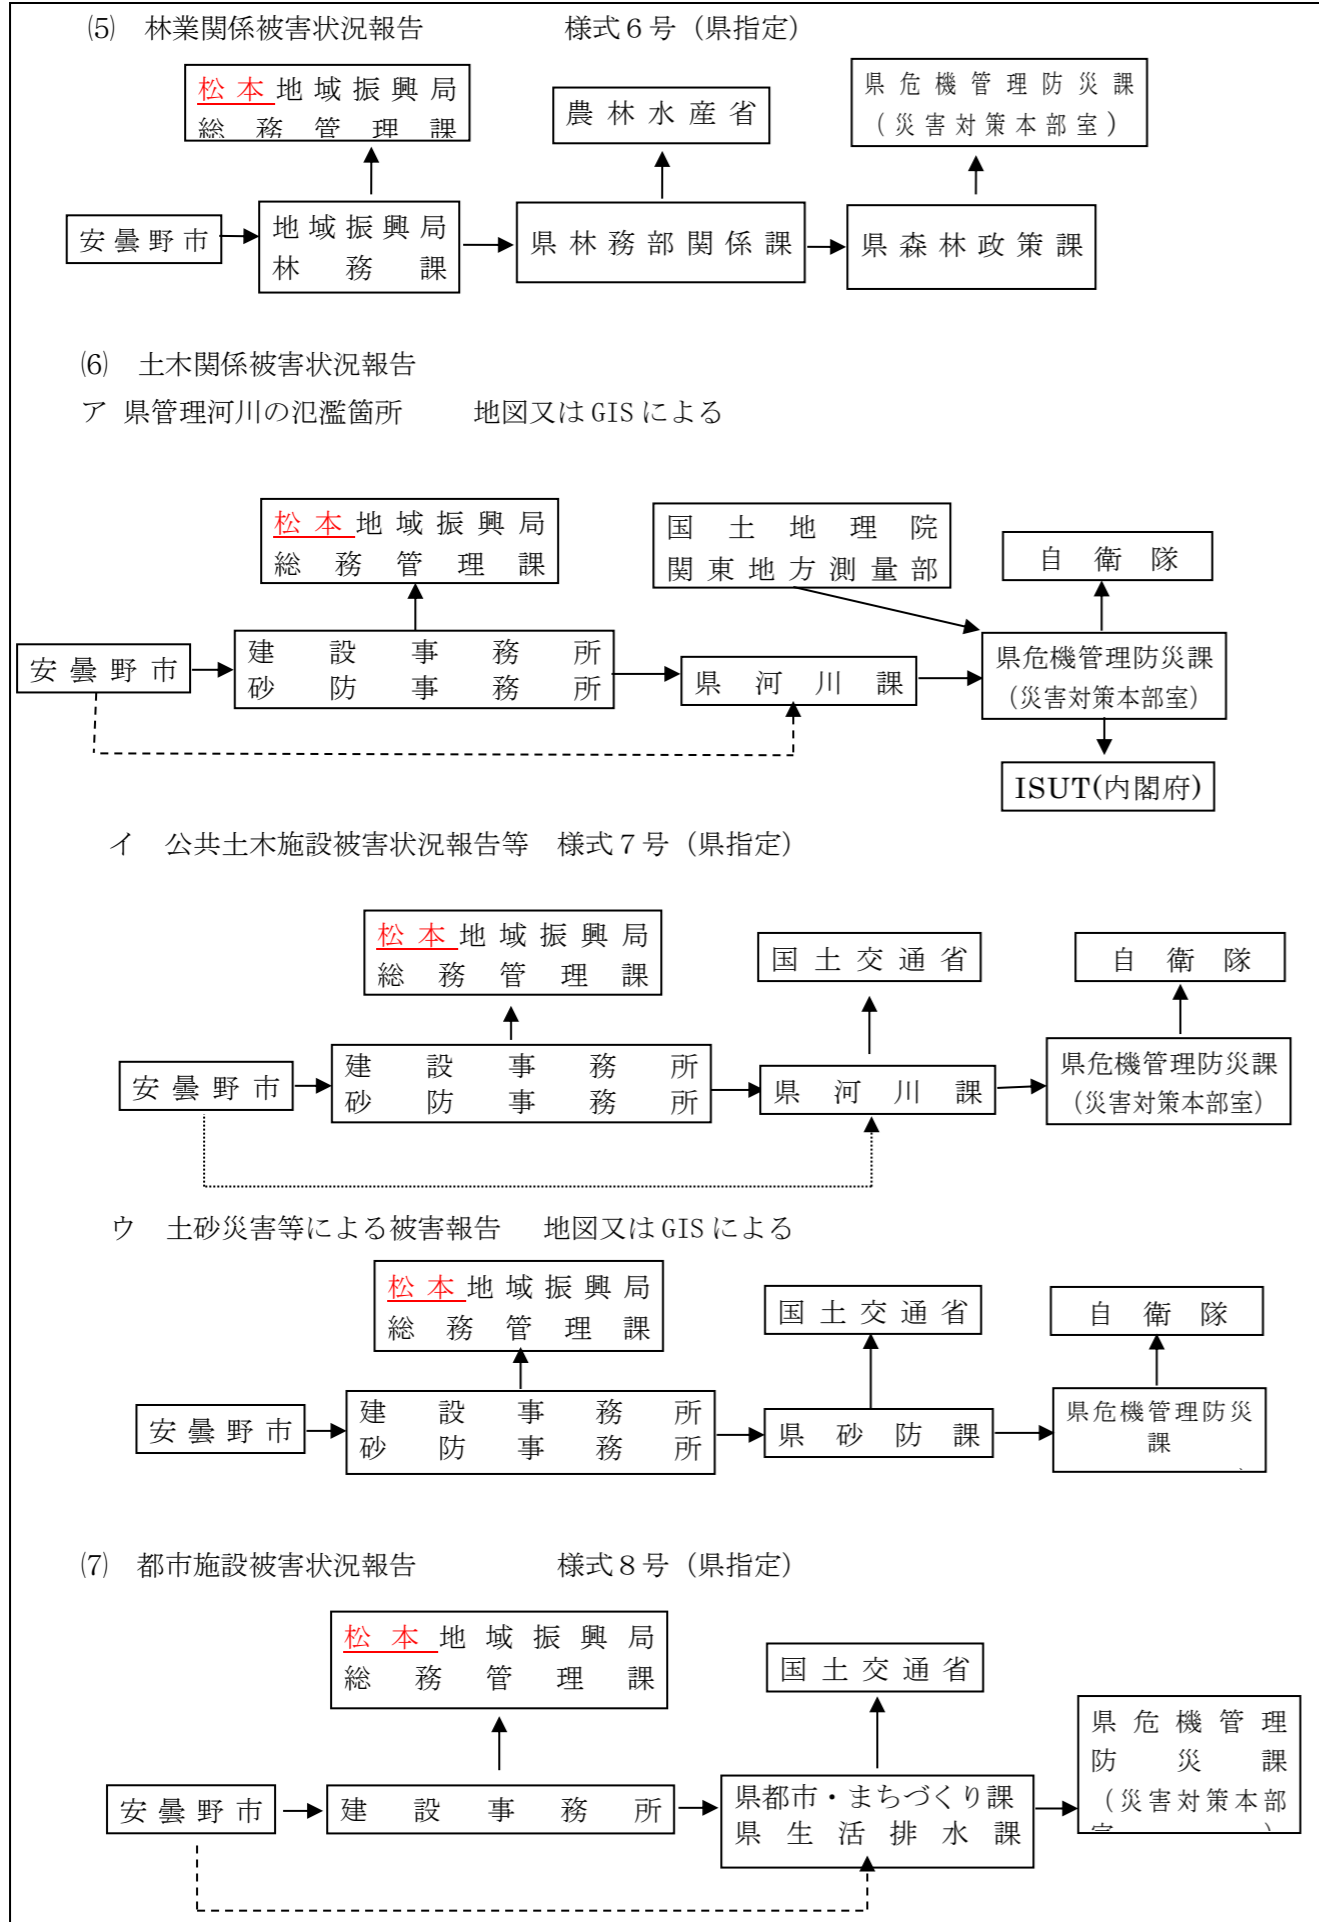 ⑸　林業関係被害状況報告　様式６号（県指定）
松本地域振興局
総務管理課
農林水産省
県危機管理防災課
（災害対策本部室）
安曇野市
地域振興局
林務課
県林務部関係課
県森林政策課
⑹　土木関係被害状況報告
ア 県管理河川の氾濫箇所　地図又は GIS による
松本地域振興局
総務管理課
国土地理院
関東地方測量部
自衛隊
安曇野市
建設事務所
砂防事務所
県河川課
県危機管理防災課
（災害対策本部室）
ISUT(内閣府)
イ　公共土木施設被害状況報告等　様式７号（県指定）
松本地域振興局
総務管理課
国土交通省
自衛隊
安曇野市
建設事務所
砂防事務所
県河川課
県危機管理防災課
（災害対策本部室）
ウ　土砂災害等による被害報告　地図又は GIS による
松本地域振興局
総務管理課
国土交通省
自衛隊
安曇野市
建設事務所
砂防事務所
県砂防課
県危機管理防災
課
⑺　都市施設被害状況報告　様式８号（県指定）
松本地域振興局
総務管理課
国土交通省
安曇野市
建設事務所
県都市・まちづくり課
県生活排水課
県危機管理
防災課
（災害対策本部